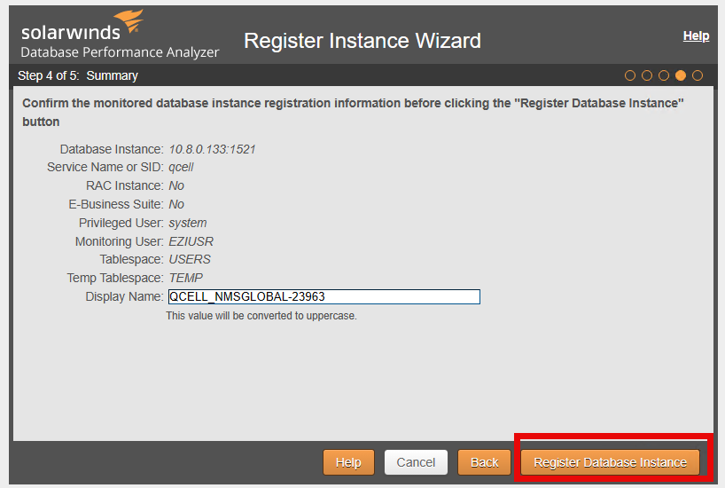 solarwinds
Database Performance Analyzer
Register Instance Wizard
Help
Step 4 of 5: Summary
Confirm the monitored database instance registration information before clicking the "Register Database Instance"
button
Database Instance: 10.8.0.133:1521
Service Name or SID: qcell
RAC Instance: No
E-Business Suite: No
Privileged User: system
Monitoring User: EZIUSR
Tablespace: USERS
Temp Tablespace: TEMP
Display Name: QCELL_NMSGLOBAL-23963
This value will be converted to uppercase.
Help
Cancel
Back
Register Database Instance